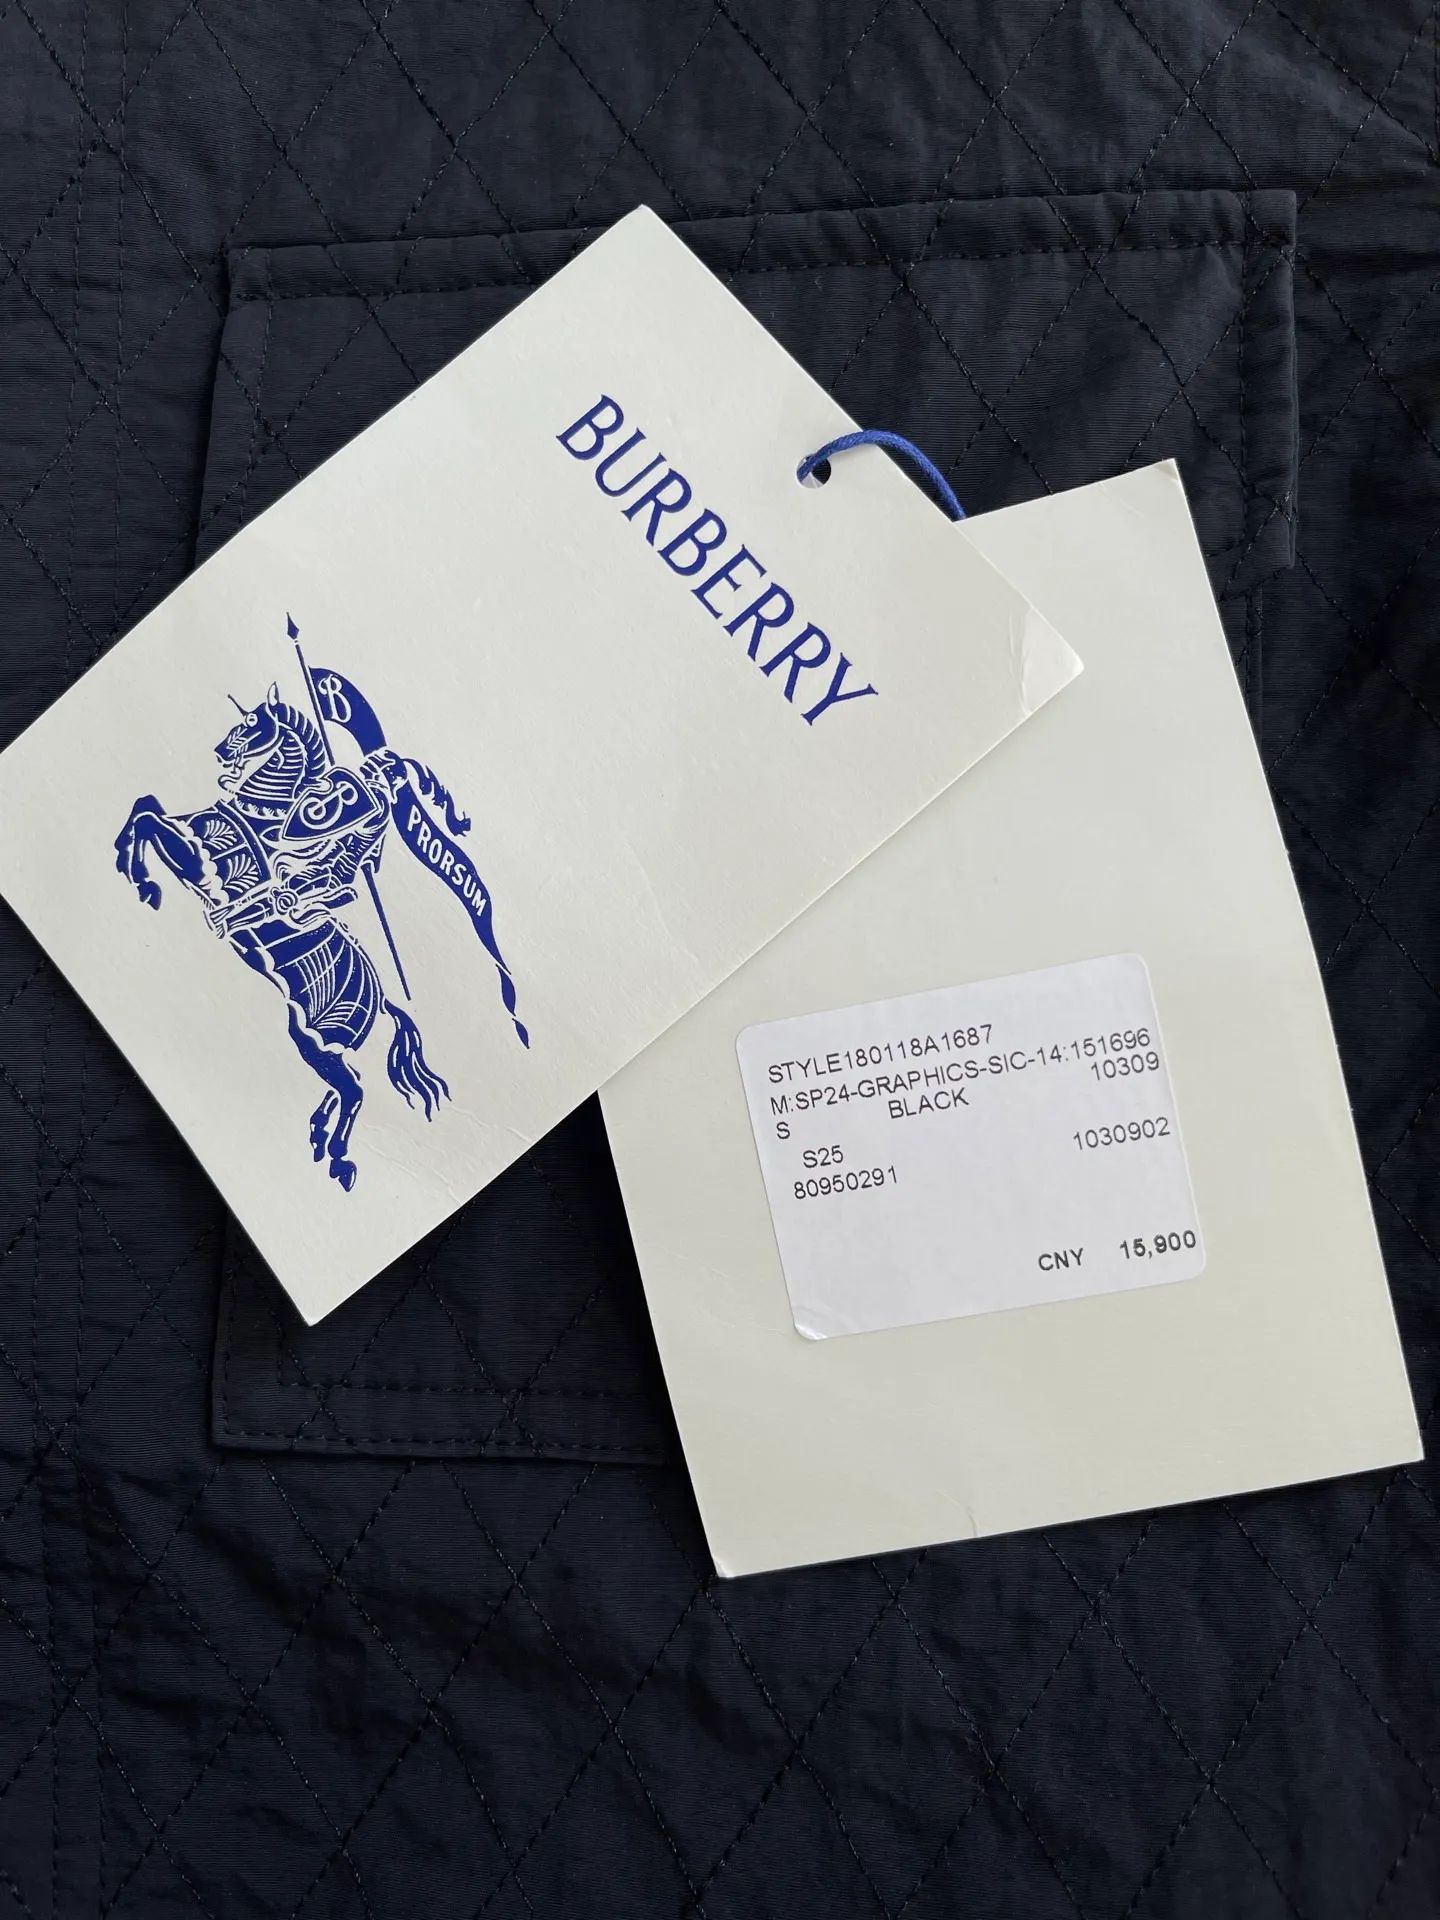 BURBERRY
B
PRORSUM
STYLE180118A1687
M:SP24-GRAPHICS-SIC-14:151696
S BLACK 10309
S25 1030902
80950291
CNY 15,900